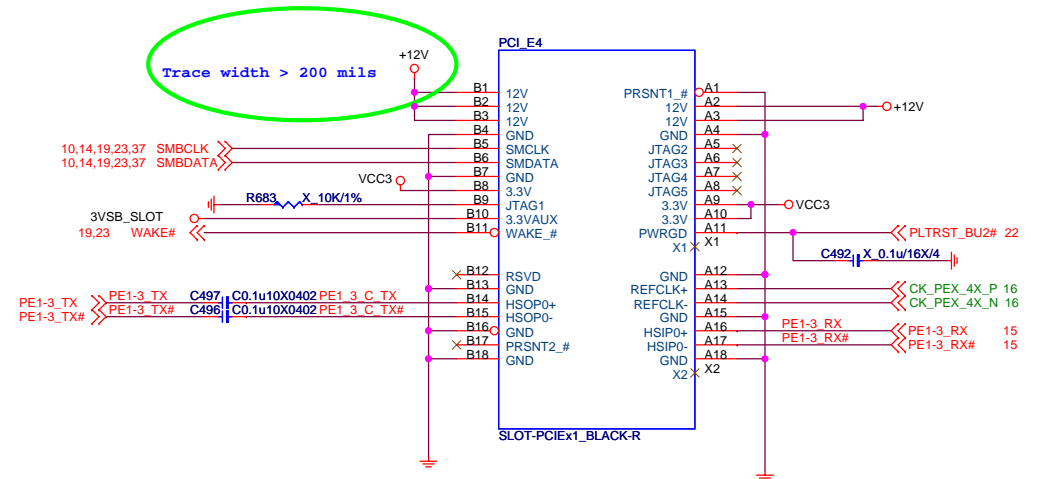 PCI_E4
+12V
Trace width > 200 mils
B1 12V PRSNT1_# A1
B2 12V 12V A2 +12V
B3 12V 12V A3
B4 GND GND A4
10,14,19,23,37 SMBCLK B5 SMCLK JTAG2 A5
10,14,19,23,37 SMBDATA B6 SMDATA JTAG3 A6
B7 GND JTAG4 A7
VCC3 B8 3.3V JTAG5 A8
R683 X_10K/1% B9 JTAG1 3.3V A9 VCC3
3VSB_SLOT B10 3.3VAUX 3.3V A10
19,23 WAKE# B11 WAKE_# PWRGD A11 PLTRST_BU2# 22
X1 X1
C492 X_0.1u/16X/4
B12 RSVD GND A12
B13 GND REFCLK+ A13 CK_PEX_4X_P 16
PE1-3_TX PE1-3_TX C497 C0.1u10X0402 PE1_3_C_TX B14 HSOP0+ REFCLK- A14 CK_PEX_4X_N 16
PE1-3_TX# PE1-3_TX# C496 C0.1u10X0402 PE1_3_C_TX# B15 HSOP0- GND A15
B16 GND HSIP0+ A16 PE1-3_RX PE1-3_RX 15
B17 PRSNT2_# HSIP0- A17 PE1-3_RX# PE1-3_RX# 15
B18 GND GND A18
X2 X2
SLOT-PCIEx1_BLACK-R